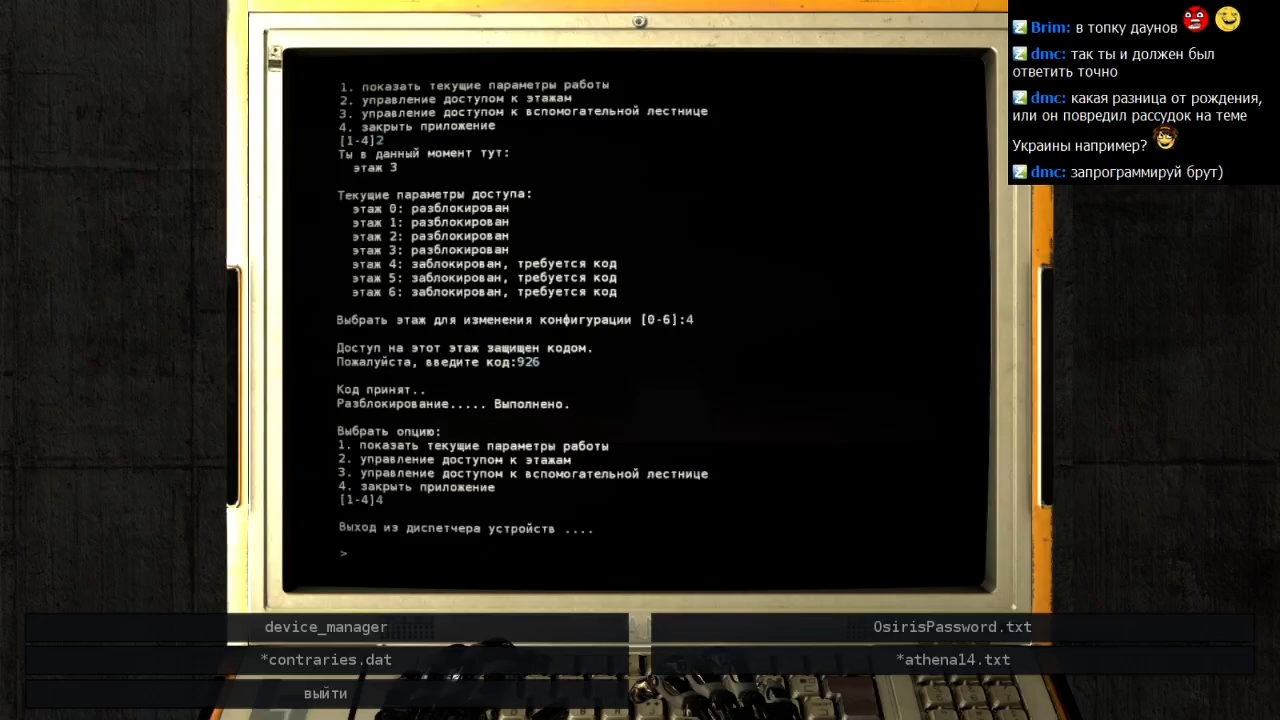 1. показать текущие параметры работы
2. управление доступом к этажам
3. управление доступом к вспомогательной лестнице
4. закрыть приложение
[1-4]2
Ты в данный момент тут:
этаж 3
Текущие параметры доступа:
этаж 0: разблокирован
этаж 1: разблокирован
этаж 2: разблокирован
этаж 3: разблокирован
этаж 4: заблокирован, требуется код
этаж 5: заблокирован, требуется код
этаж 6: заблокирован, требуется код
Выбрать этаж для изменения конфигурации [0-6]:4
Доступ на этот этаж защищен кодом.
Пожалуйста, введите код:926
Код принят..
Разблокирование..... Выполнено.
Выбрать опцию:
1. показать текущие параметры работы
2. управление доступом к этажам
3. управление доступом к вспомогательной лестнице
4. закрыть приложение
[1-4]4
Выход из диспетчера устройств ....
>
device_manager
OsirisPassword.txt
*contraries.dat
*athena14.txt
выйти
Brim: в топку даунов
dmc: так ты и должен был
ответить точно
dmc: какая разница от рождения,
или он повредил рассудок на теме
Украины например?
dmc: запрограммируй брут)